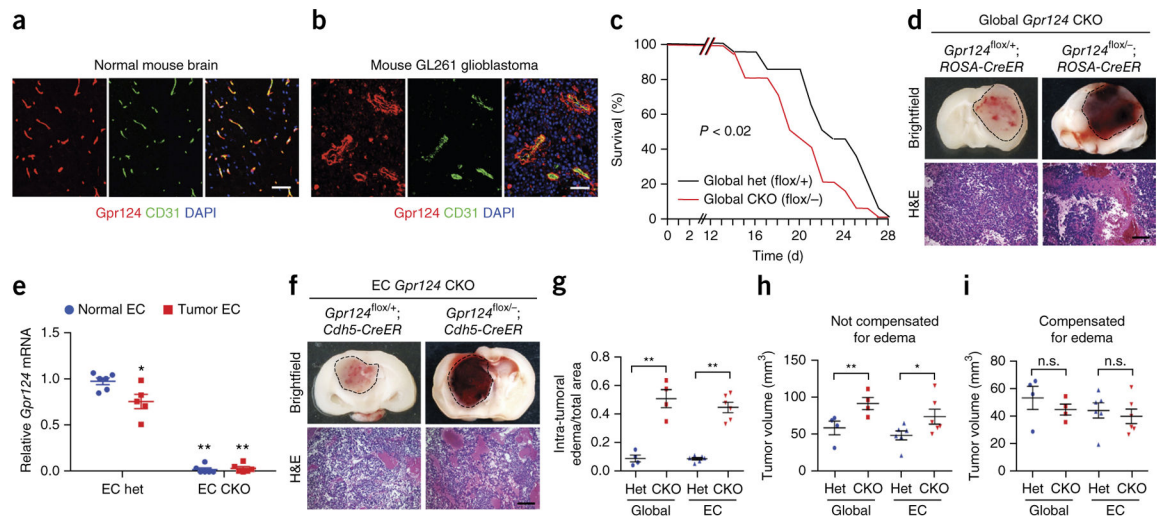 a
Normal mouse brain
Gpr124 CD31 DAPI
b
Mouse GL261 glioblastoma
Gpr124 CD31 DAPI
c
Survival (%)
100
80
60
40
20
0
P < 0.02
Global het (flox/+)
Global CKO (flox/–)
0 2 12 16 20 24 28
Time (d)
d
Global Gpr124 CKO
Gpr124flox/+; Gpr124flox/–;
ROSA-CreER ROSA-CreER
Brightfield
H&E
e
Normal EC Tumor EC
Relative Gpr124 mRNA
1.5
1.0
0.5
0
*
** **
EC het EC CKO
f
EC Gpr124 CKO
Gpr124flox/+; Gpr124flox/–;
Cdh5-CreER Cdh5-CreER
Brightfield
H&E
g
Intra-tumoral
edema/total area
0.8
0.6
0.4
0.2
0.0
** **
Het CKO Het CKO
Global EC
h
Not compensated
for edema
Tumor volume (mm3)
150
100
50
0
** *
Het CKO Het CKO
Global EC
i
Compensated
for edema
Tumor volume (mm3)
80
60
40
20
0
n.s. n.s.
Het CKO Het CKO
Global EC